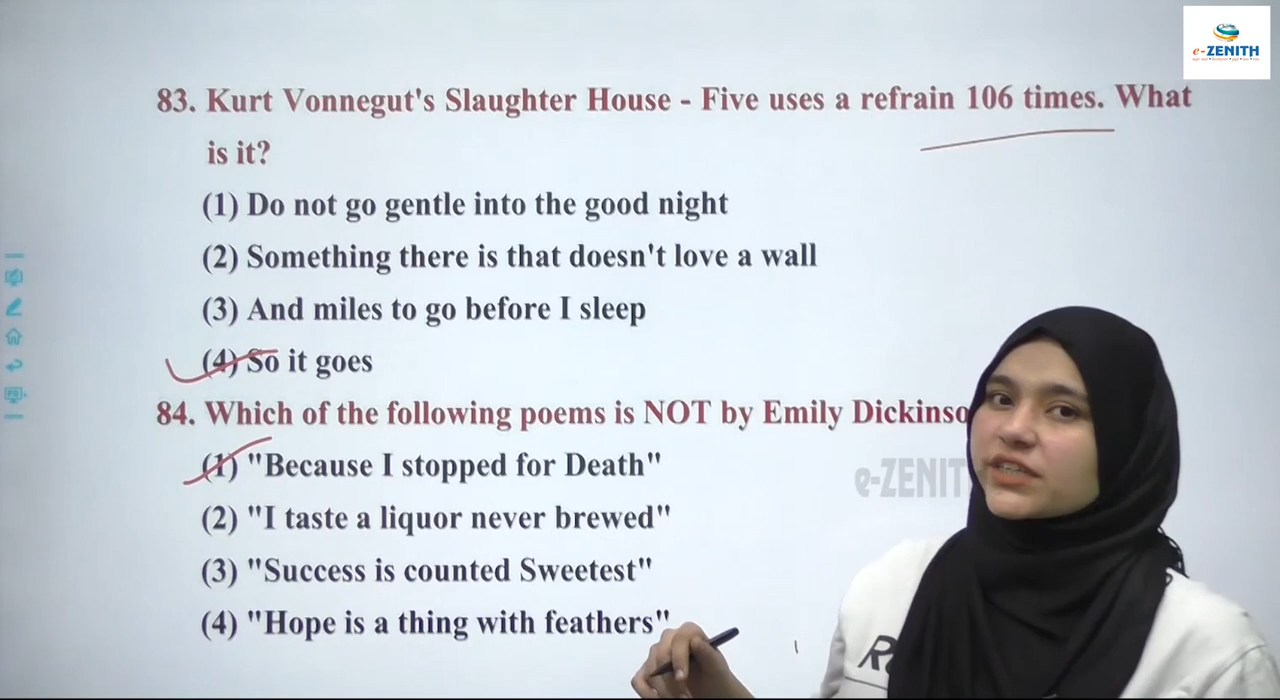 e-ZENITH
83. Kurt Vonnegut's Slaughter House - Five uses a refrain 106 times. What
is it?
(1) Do not go gentle into the good night
(2) Something there is that doesn't love a wall
(3) And miles to go before I sleep
(4) So it goes
84. Which of the following poems is NOT by Emily Dickinso
(1) "Because I stopped for Death"
e-ZENIT
(2) "I taste a liquor never brewed"
(3) "Success is counted Sweetest"
(4) "Hope is a thing with feathers"